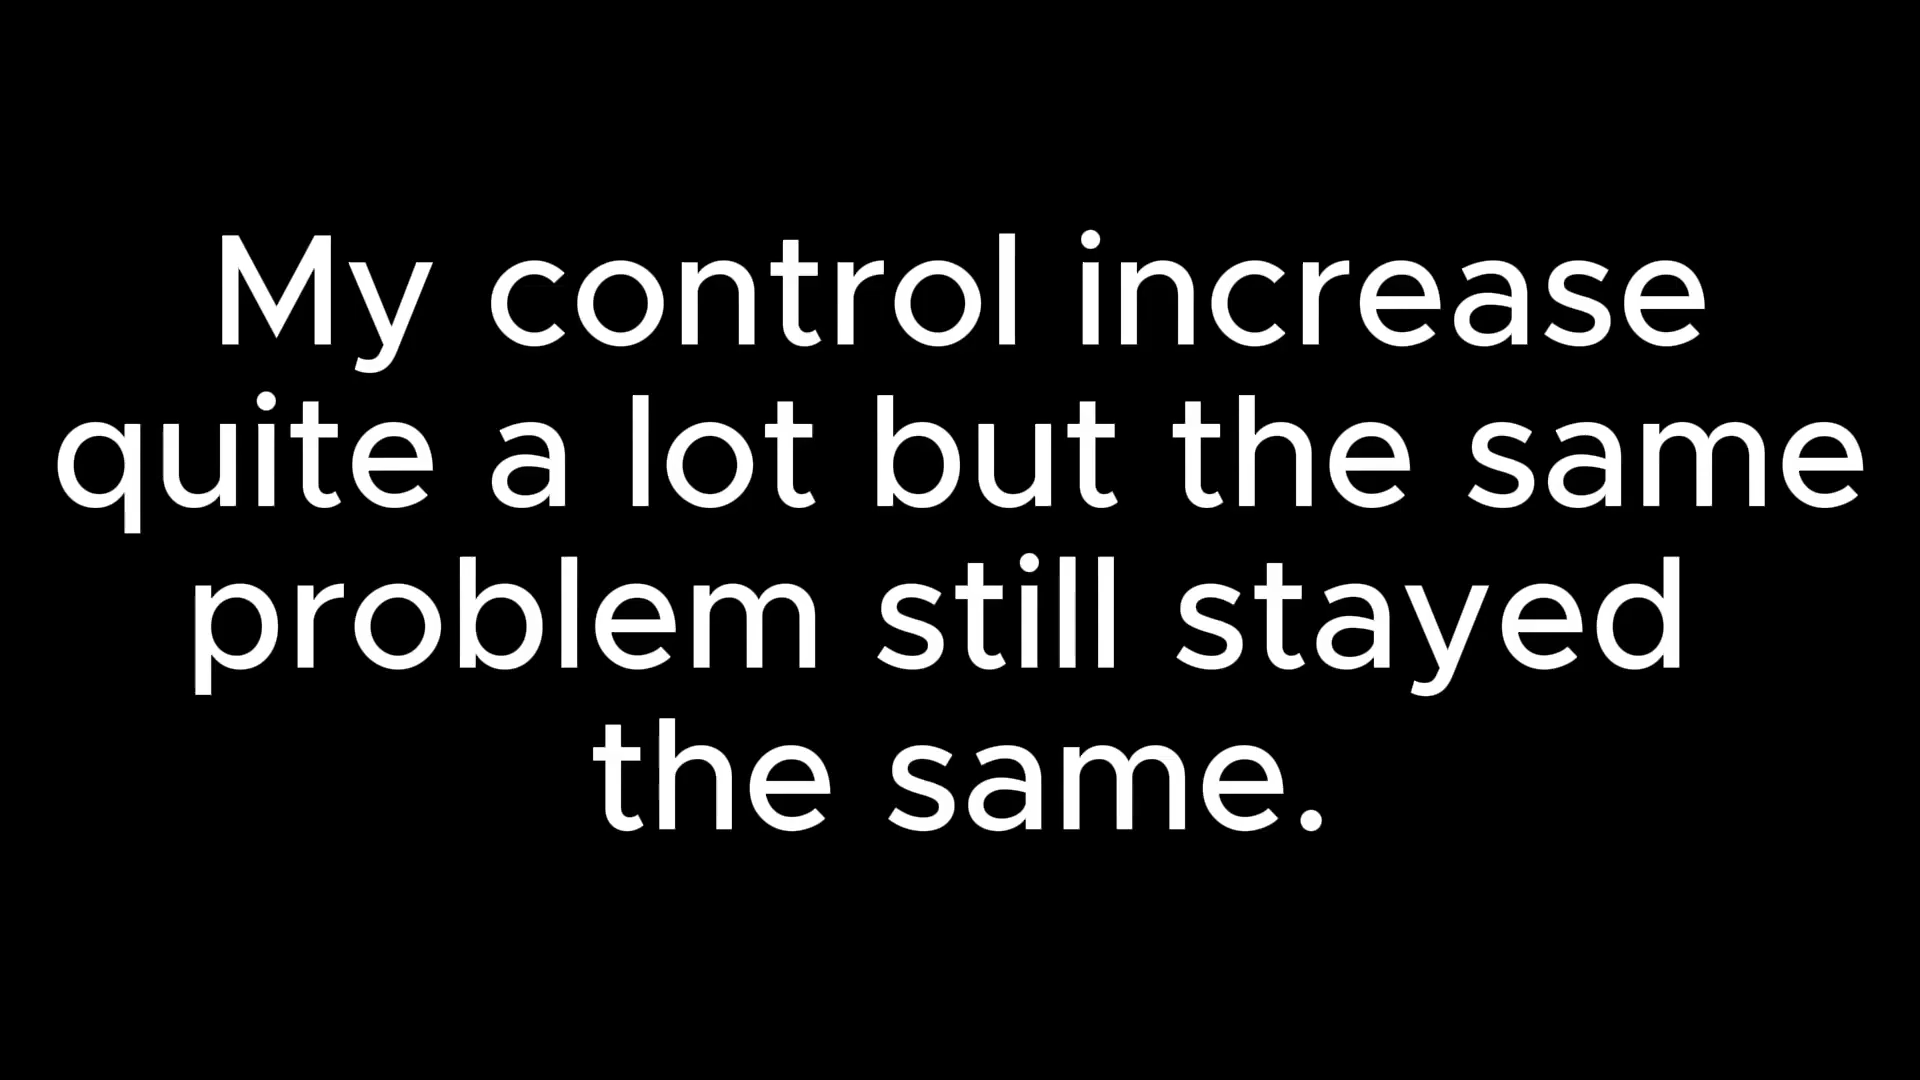 My control increase
quite a lot but the same
problem still stayed
the same.